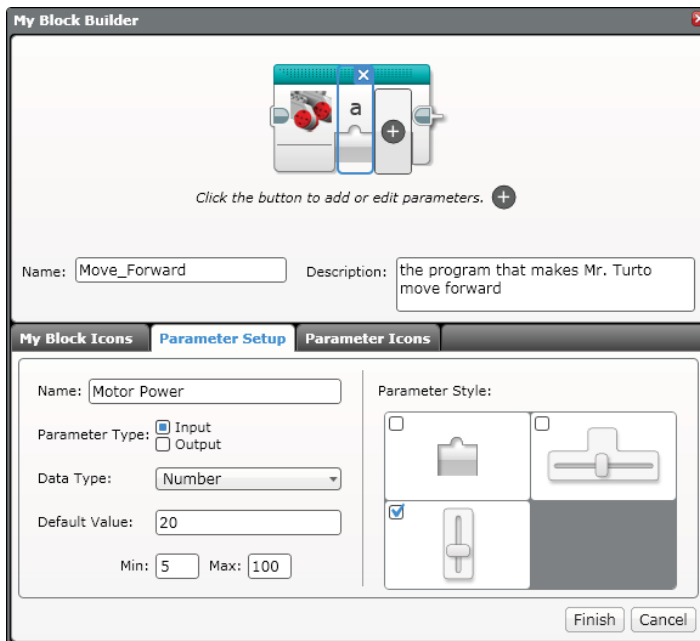 My Block Builder
a
Click the button to add or edit parameters.
Name: Move_Forward
Description: the program that makes Mr. Turto
move forward
My Block Icons
Parameter Setup
Parameter Icons
Name: Motor Power
Parameter Type: Input
Output
Data Type: Number
Default Value: 20
Min: 5 Max: 100
Parameter Style:
Finish
Cancel